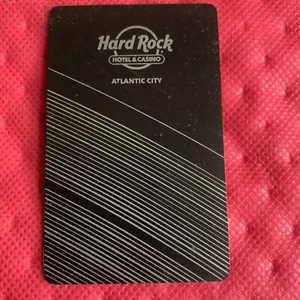 Hard Rock
HOTEL & CASINO
ATLANTIC CITY